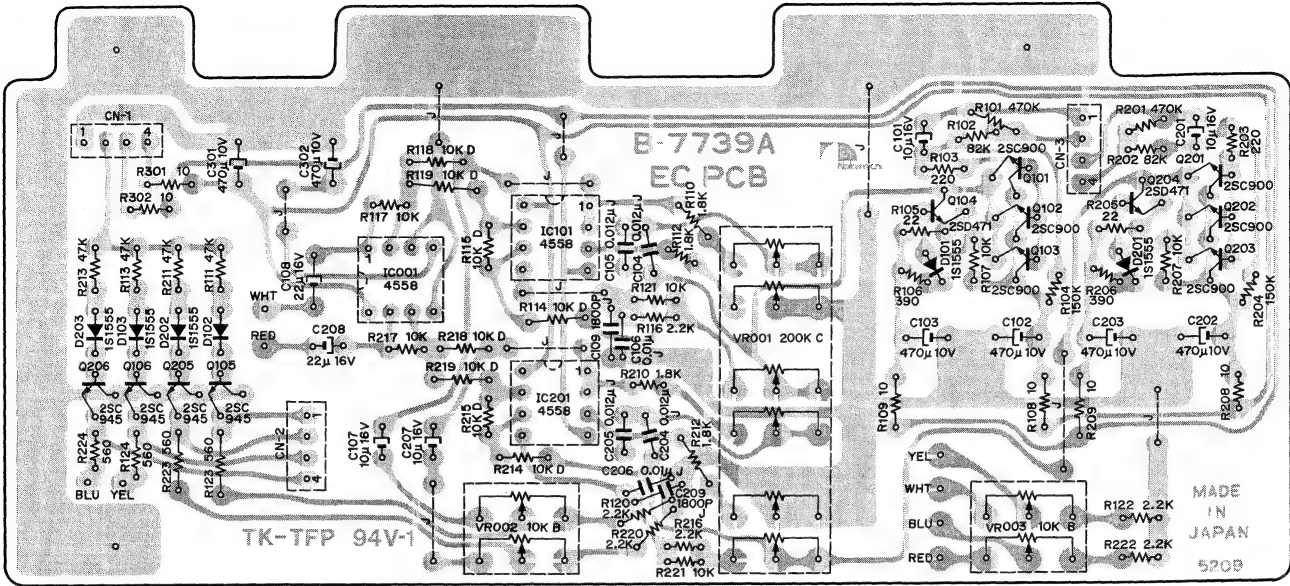 CN-1
1 4
R301 10
R302 10
C301
470μ 10V
C302
470μ 10V
R118 10K D
R119 10K D
R117 10K
J
B-7739A
EC PCB
Nakamichi
C101
10μ16V
R101 470K
R102
82K
R103
220
2SC900
Q101
CN-3
1
4
R201 470K
R202 82K
C201
10μ16V
R203
220
Q201
2SC900
R105
22
Q104
2SD471
Q102
2SC900
Q103
2SC900
D101
1S1555
R106
390
R107 10K
R104
150K
Q204
2SD471
R205
22
Q202
2SC900
Q203
2SC900
D201
1S1555
R206
390
R207 10K
R204
150K
R213 47K
R113 47K
R211 47K
R111 47K
D203
1S1555
D103
1S1555
D202
1S1555
D102
1S1555
C108
22μ 16V
WHT
RED
IC001
4558
R115
10K D
1
IC101
4558
C105 0.012μ J
C104 0.012μ J
R110
1.8K
R112
1.8K
R121 10K
R116 2.2K
R114 10K D
C109 1800P
C106
0.01μ
C208
22μ 16V
R217 10K
R218 10K D
R219 10K D
VR001 200K C
C103
470μ 10V
C102
470μ 10V
C203
470μ 10V
C202
470μ 10V
Q206
2SC
945
Q106
2SC
945
Q205
2SC
945
Q105
2SC
945
1
IC201
4558
R210 1.8K
R215
10K D
C205 0.012μ
C204 0.012μ J
R212
1.8K
R109 10
R108 10
R209 10
R208 10
R224
560
R124
560
R223 560
R123 560
CN-2
1
4
C107
10μ16V
C207
10μ16V
R214 10K D
C206 0.01μ J
C209
1800P
BLU YEL
TK-TFP 94V-1
VR002 10K B
R120
2.2K
R220
2.2K
R216
2.2K
R221 10K
YEL
WHT
BLU
RED
VR003 10K B
R122 2.2K
R222 2.2K
MADE
IN
JAPAN
5209